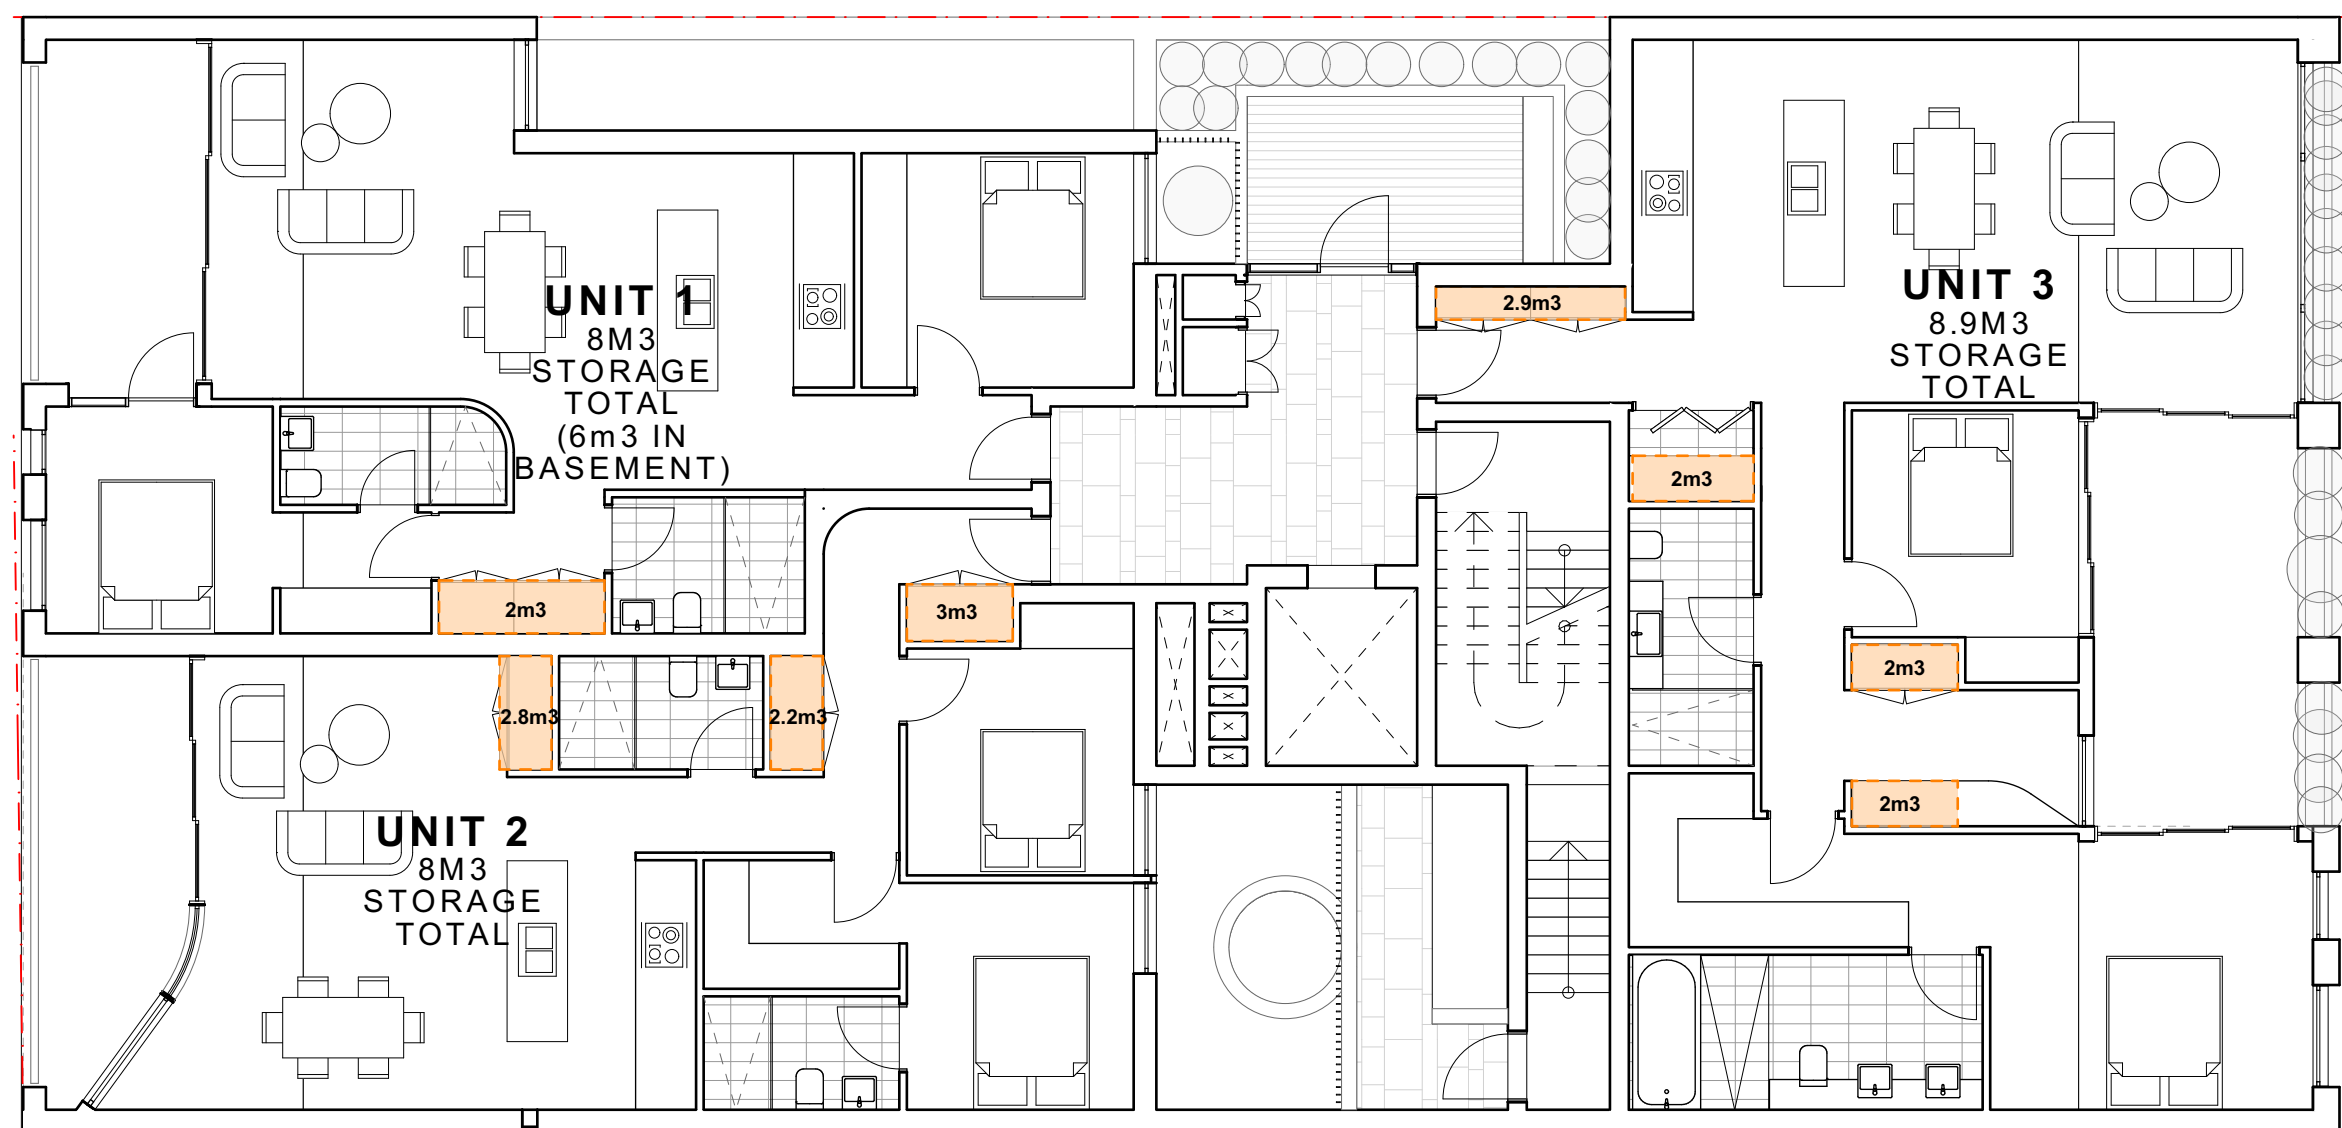 UNIT 1
8M3
STORAGE
TOTAL
(6m3 IN
BASEMENT)
2.9m3
UNIT 3
8.9M3
STORAGE
TOTAL
2m3
2m3
3m3
2m3
2.8m3
2.2m3
2m3
UNIT 2
8M3
STORAGE
TOTAL